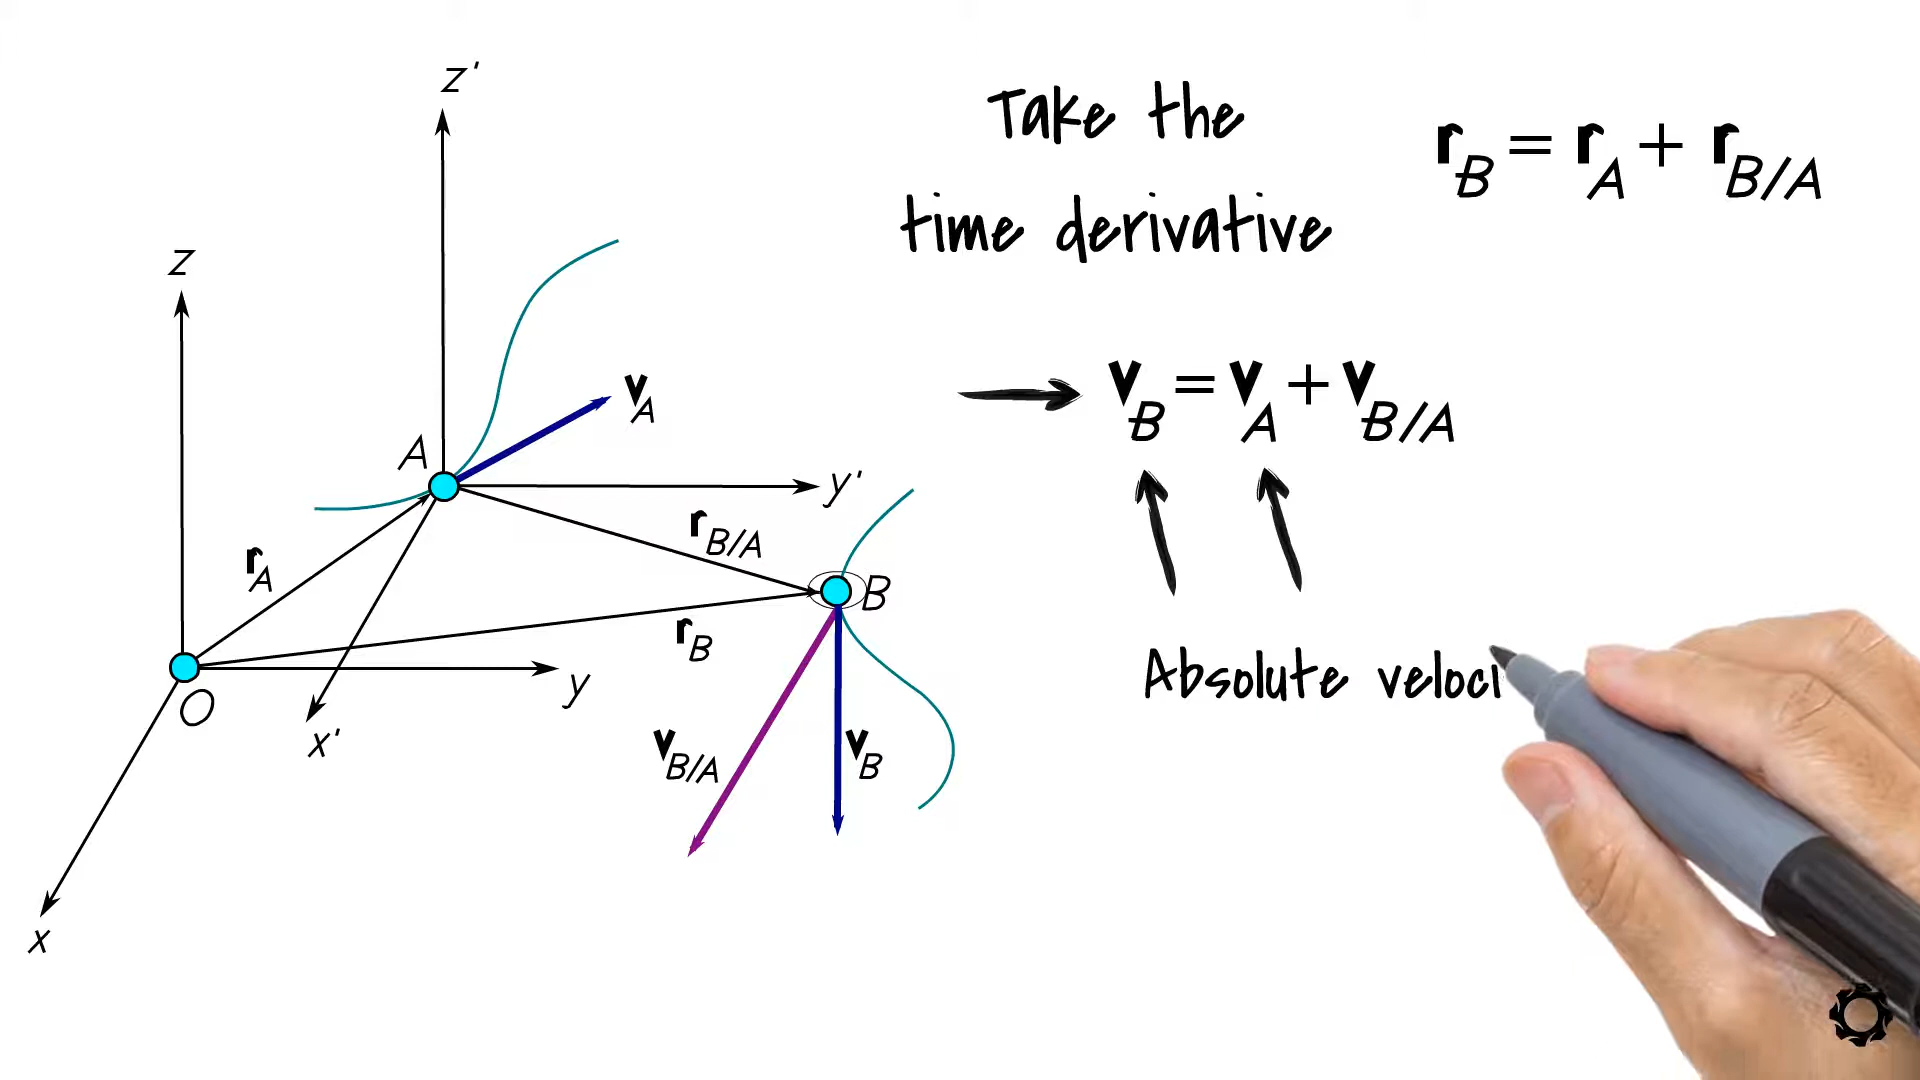 z'
z
Take the
time derivative
r_B = r_A + r_B/A
v_B = v_A + v_B/A
v_A
A
y'
r_B/A
r_A
B
r_B
y
O
x'
v_B/A
v_B
x
Absolute veloci